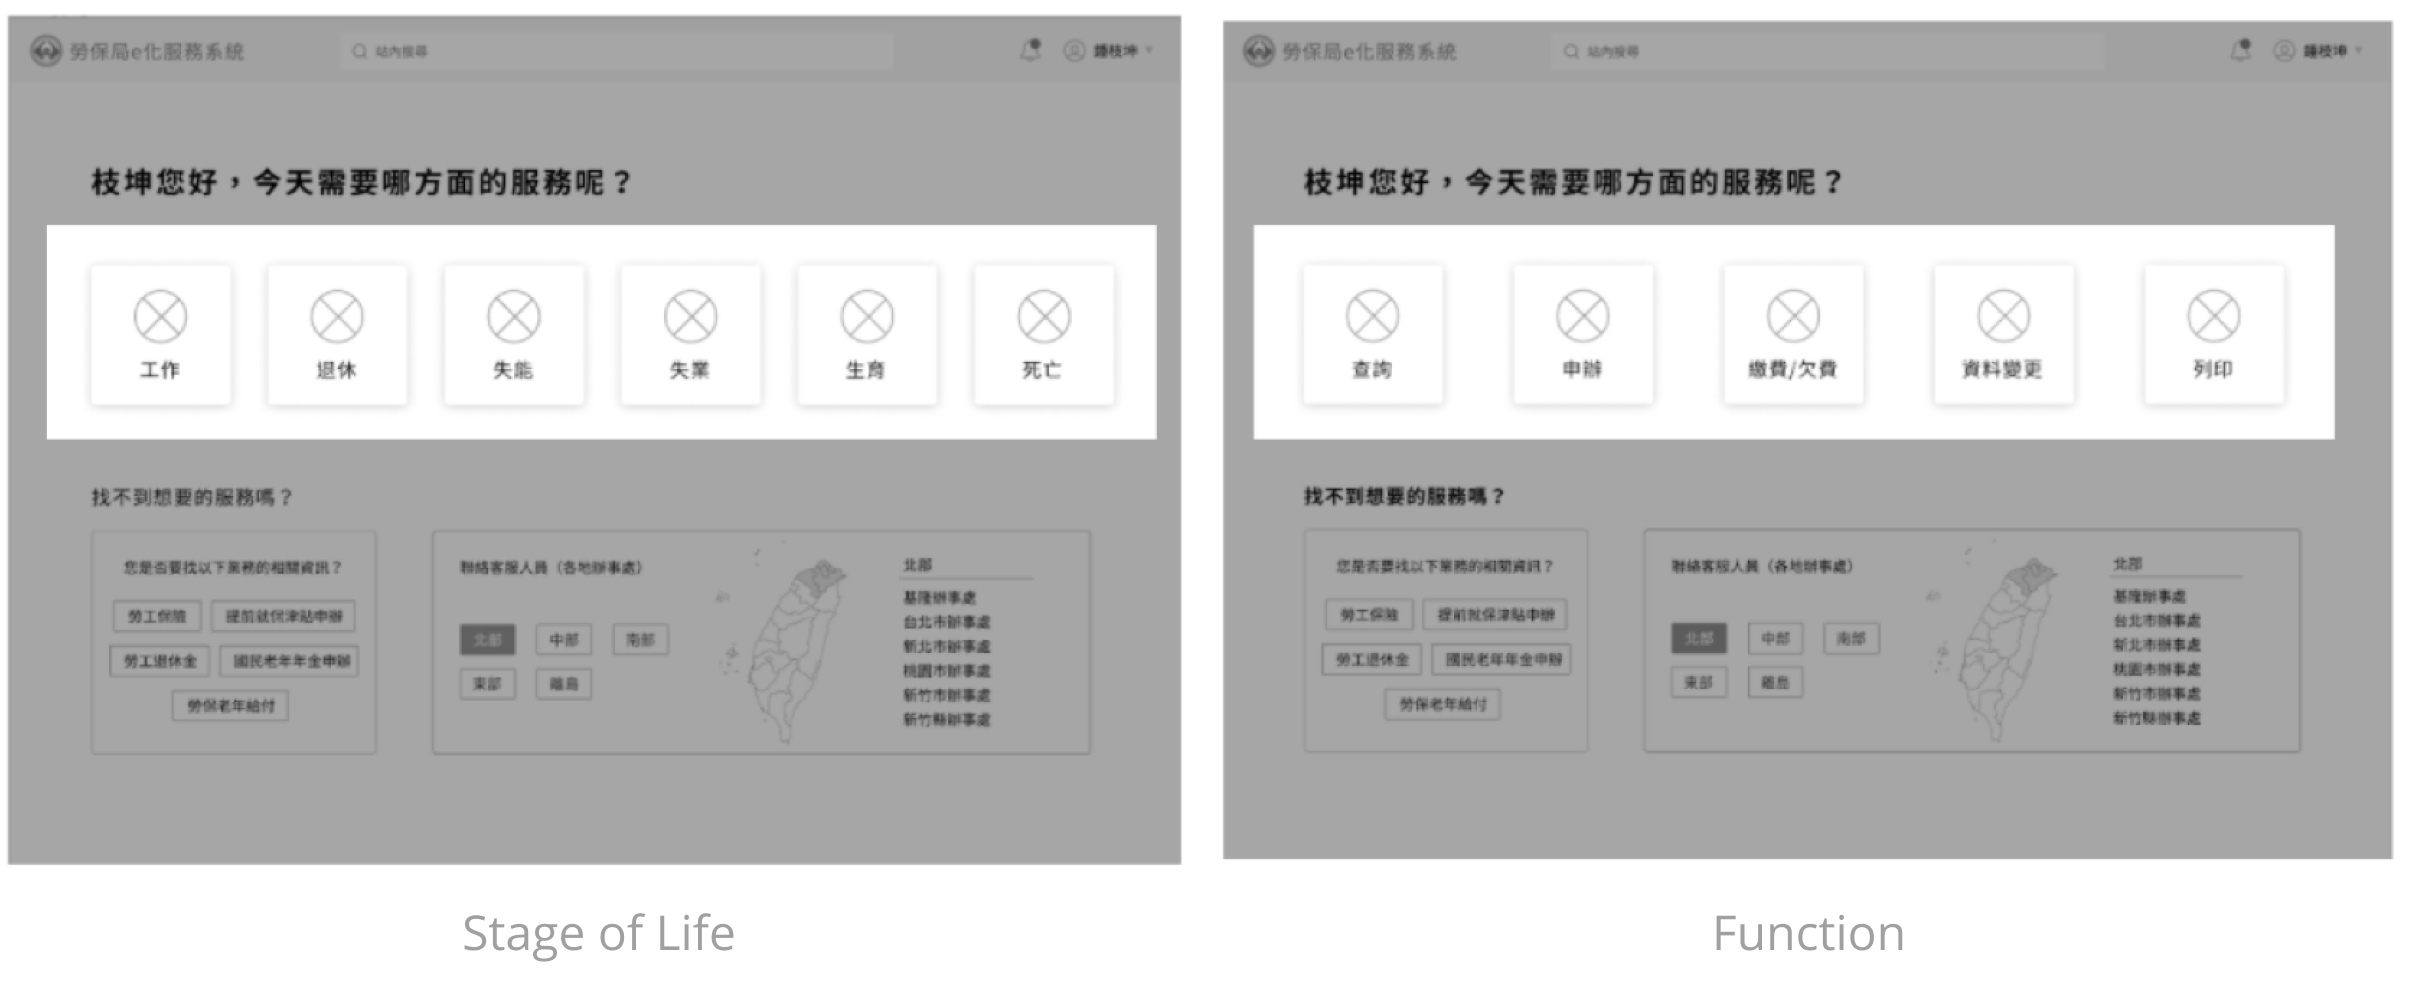 勞保局e化服務系統
站內搜尋
鍾枝坤
枝坤您好，今天需要哪方面的服務呢？
工作
退休
失能
失業
生育
死亡
找不到想要的服務嗎？
您是否要找以下業務的相關資訊？
勞工保險
提前就保津貼申辦
勞工退休金
國民老年年金申辦
勞保老年給付
聯絡客服人員（各地辦事處）
北部
中部
南部
東部
離島
北部
基隆辦事處
台北市辦事處
新北市辦事處
桃園市辦事處
新竹市辦事處
新竹縣辦事處
Stage of Life
勞保局e化服務系統
站內搜尋
鍾枝坤
枝坤您好，今天需要哪方面的服務呢？
查詢
申辦
繳費/欠費
資料變更
列印
找不到想要的服務嗎？
您是否要找以下業務的相關資訊？
勞工保險
提前就保津貼申辦
勞工退休金
國民老年年金申辦
勞保老年給付
聯絡客服人員（各地辦事處）
北部
中部
南部
東部
離島
北部
基隆辦事處
台北市辦事處
新北市辦事處
桃園市辦事處
新竹市辦事處
新竹縣辦事處
Function